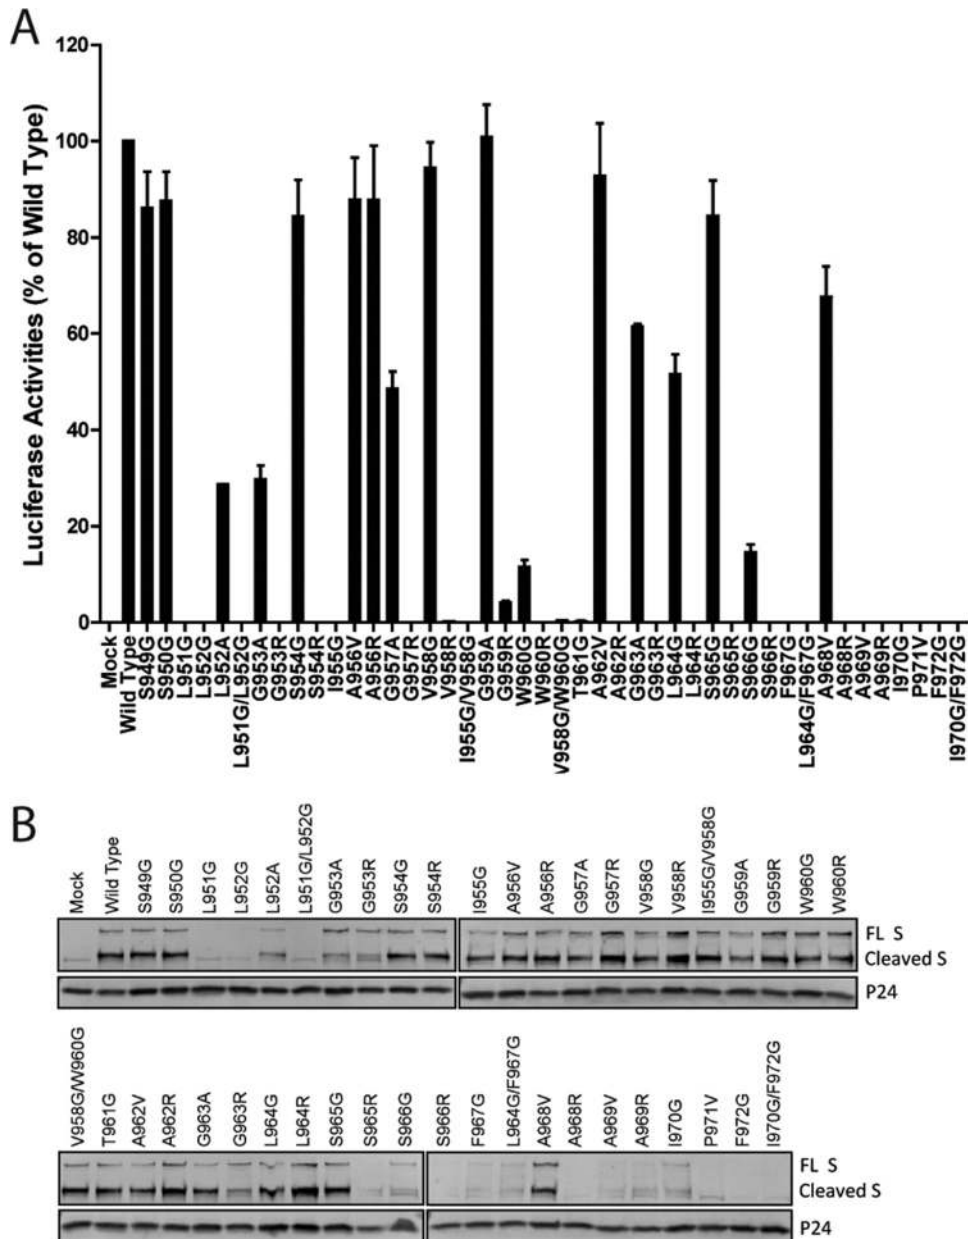 A
Luciferase Activities (% of Wild Type)
120
100
80
60
40
20
0
Mock
Wild Type
S949G
S950G
L951G
L952G
L952A
L951G/L952G
G953A
G953R
S954G
S954R
I955G
A956V
A956R
G957A
G957R
V958G
V958R
I955G/V958G
G959A
G959R
W960G
W960R
V958G/W960G
T961G
A962V
A962R
G963A
G963R
L964G
L964R
S965G
S965R
S966G
S966R
F967G
L964G/F967G
A968V
A968R
A969V
A969R
I970G
P971V
F972G
I970G/F972G
B
Mock
Wild Type
S949G
S950G
L951G
L952G
L952A
L951G/L952G
G953A
G953R
S954G
S954R
I955G
A956V
A956R
G957A
G957R
V958G
V958R
I955G/V958G
G959A
G959R
W960G
W960R
FL S
Cleaved S
P24
V958G/W960G
T961G
A962V
A962R
G963A
G963R
L964G
L964R
S965G
S965R
S966G
S966R
F967G
L964G/F967G
A968V
A968R
A969V
A969R
I970G
P971V
F972G
I970G/F972G
FL S
Cleaved S
P24